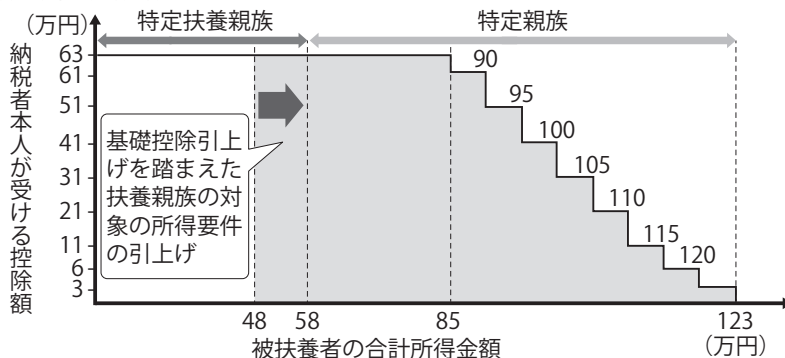 特定扶養親族
特定親族
(万円)
納税者本人が受ける控除額
63
61
51
41
31
21
11
6
3
90
95
100
105
110
115
120
基礎控除引上
げを踏まえた
扶養親族の対
象の所得要件
の引上げ
48
58
85
123
被扶養者の合計所得金額
(万円)